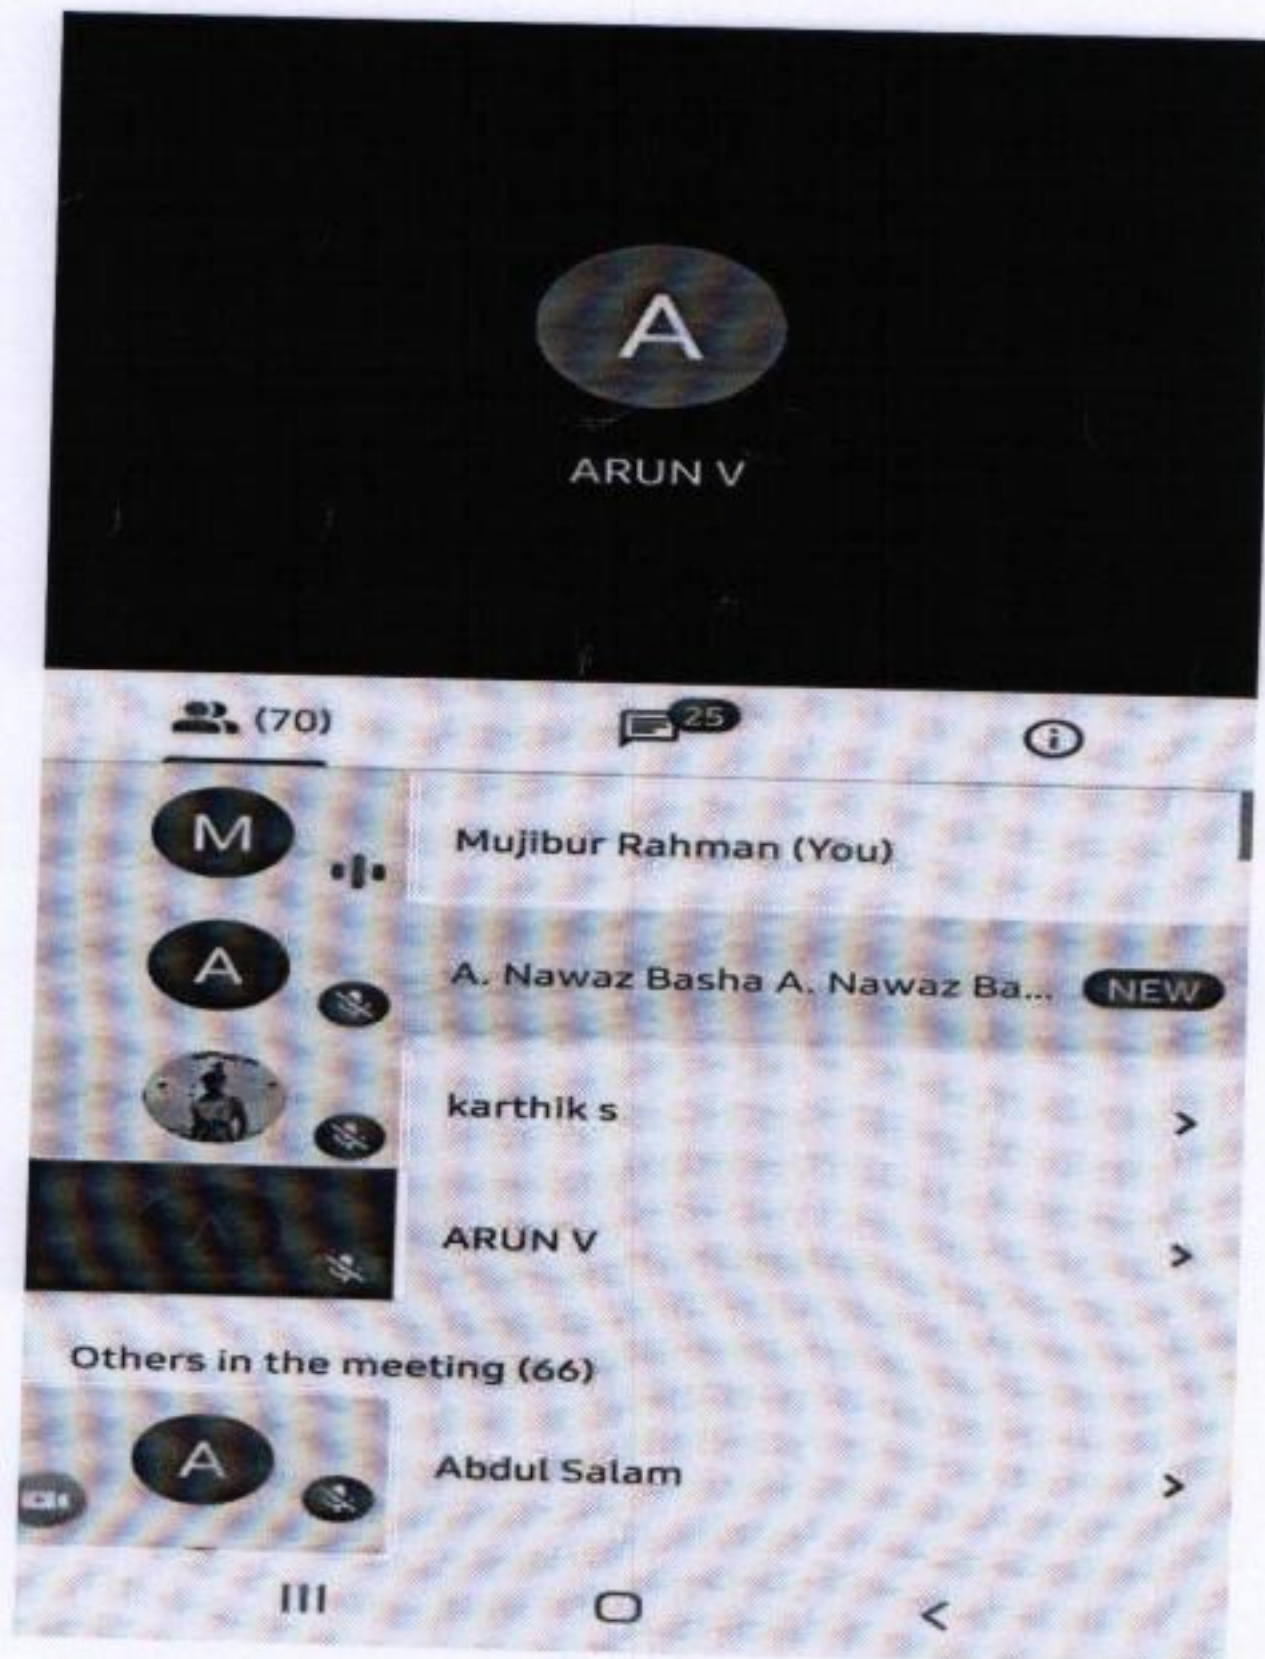 A
ARUN V
(70)
25
M
Mujibur Rahman (You)
A
A. Nawaz Basha A. Nawaz Ba...
NEW
karthik s
ARUN V
Others in the meeting (66)
A
Abdul Salam